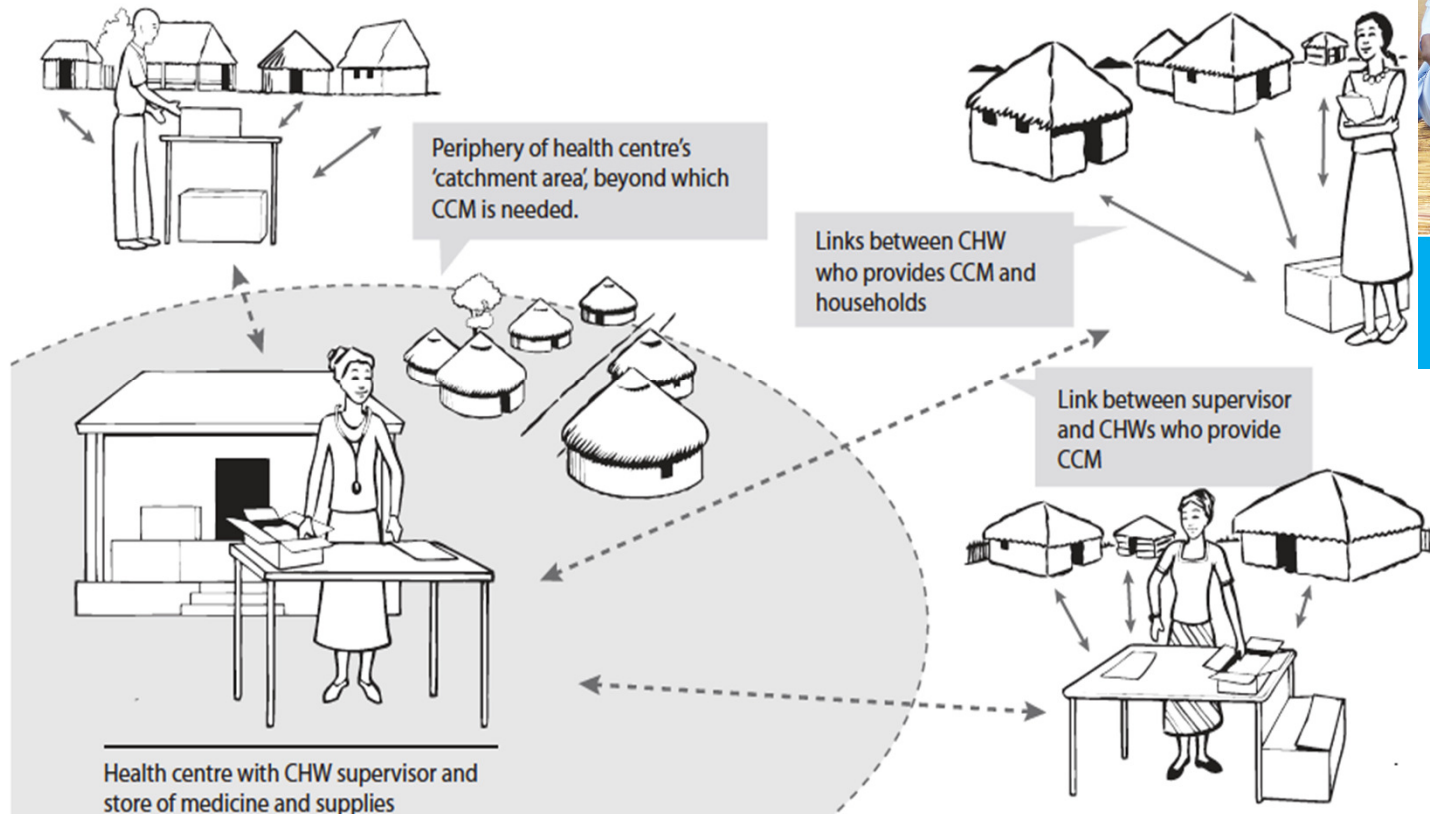 Periphery of health centre's
'catchment area', beyond which
CCM is needed.
Links between CHW
who provides CCM and
households
Link between supervisor
and CHWs who provide
CCM
Health centre with CHW supervisor and
store of medicine and supplies